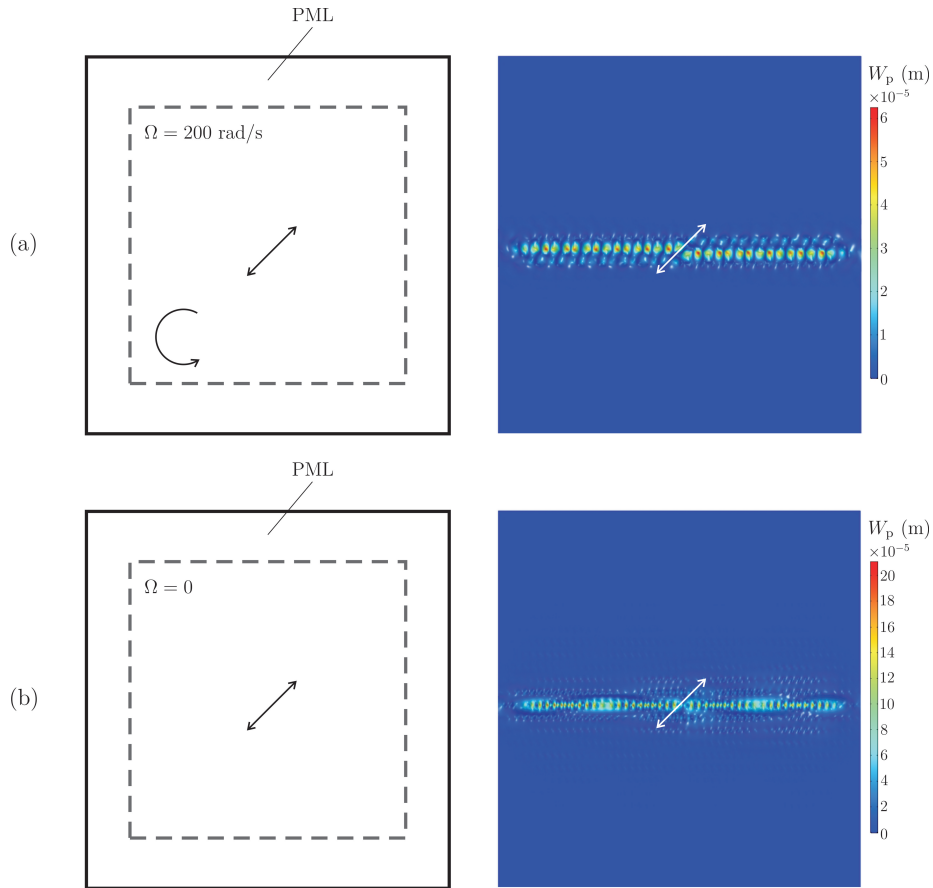 PML
(a)
Ω = 200 rad/s
W_p (m)
×10⁻⁵
6
5
4
3
2
1
0
PML
(b)
Ω = 0
W_p (m)
×10⁻⁵
20
18
16
14
12
10
8
6
4
2
0